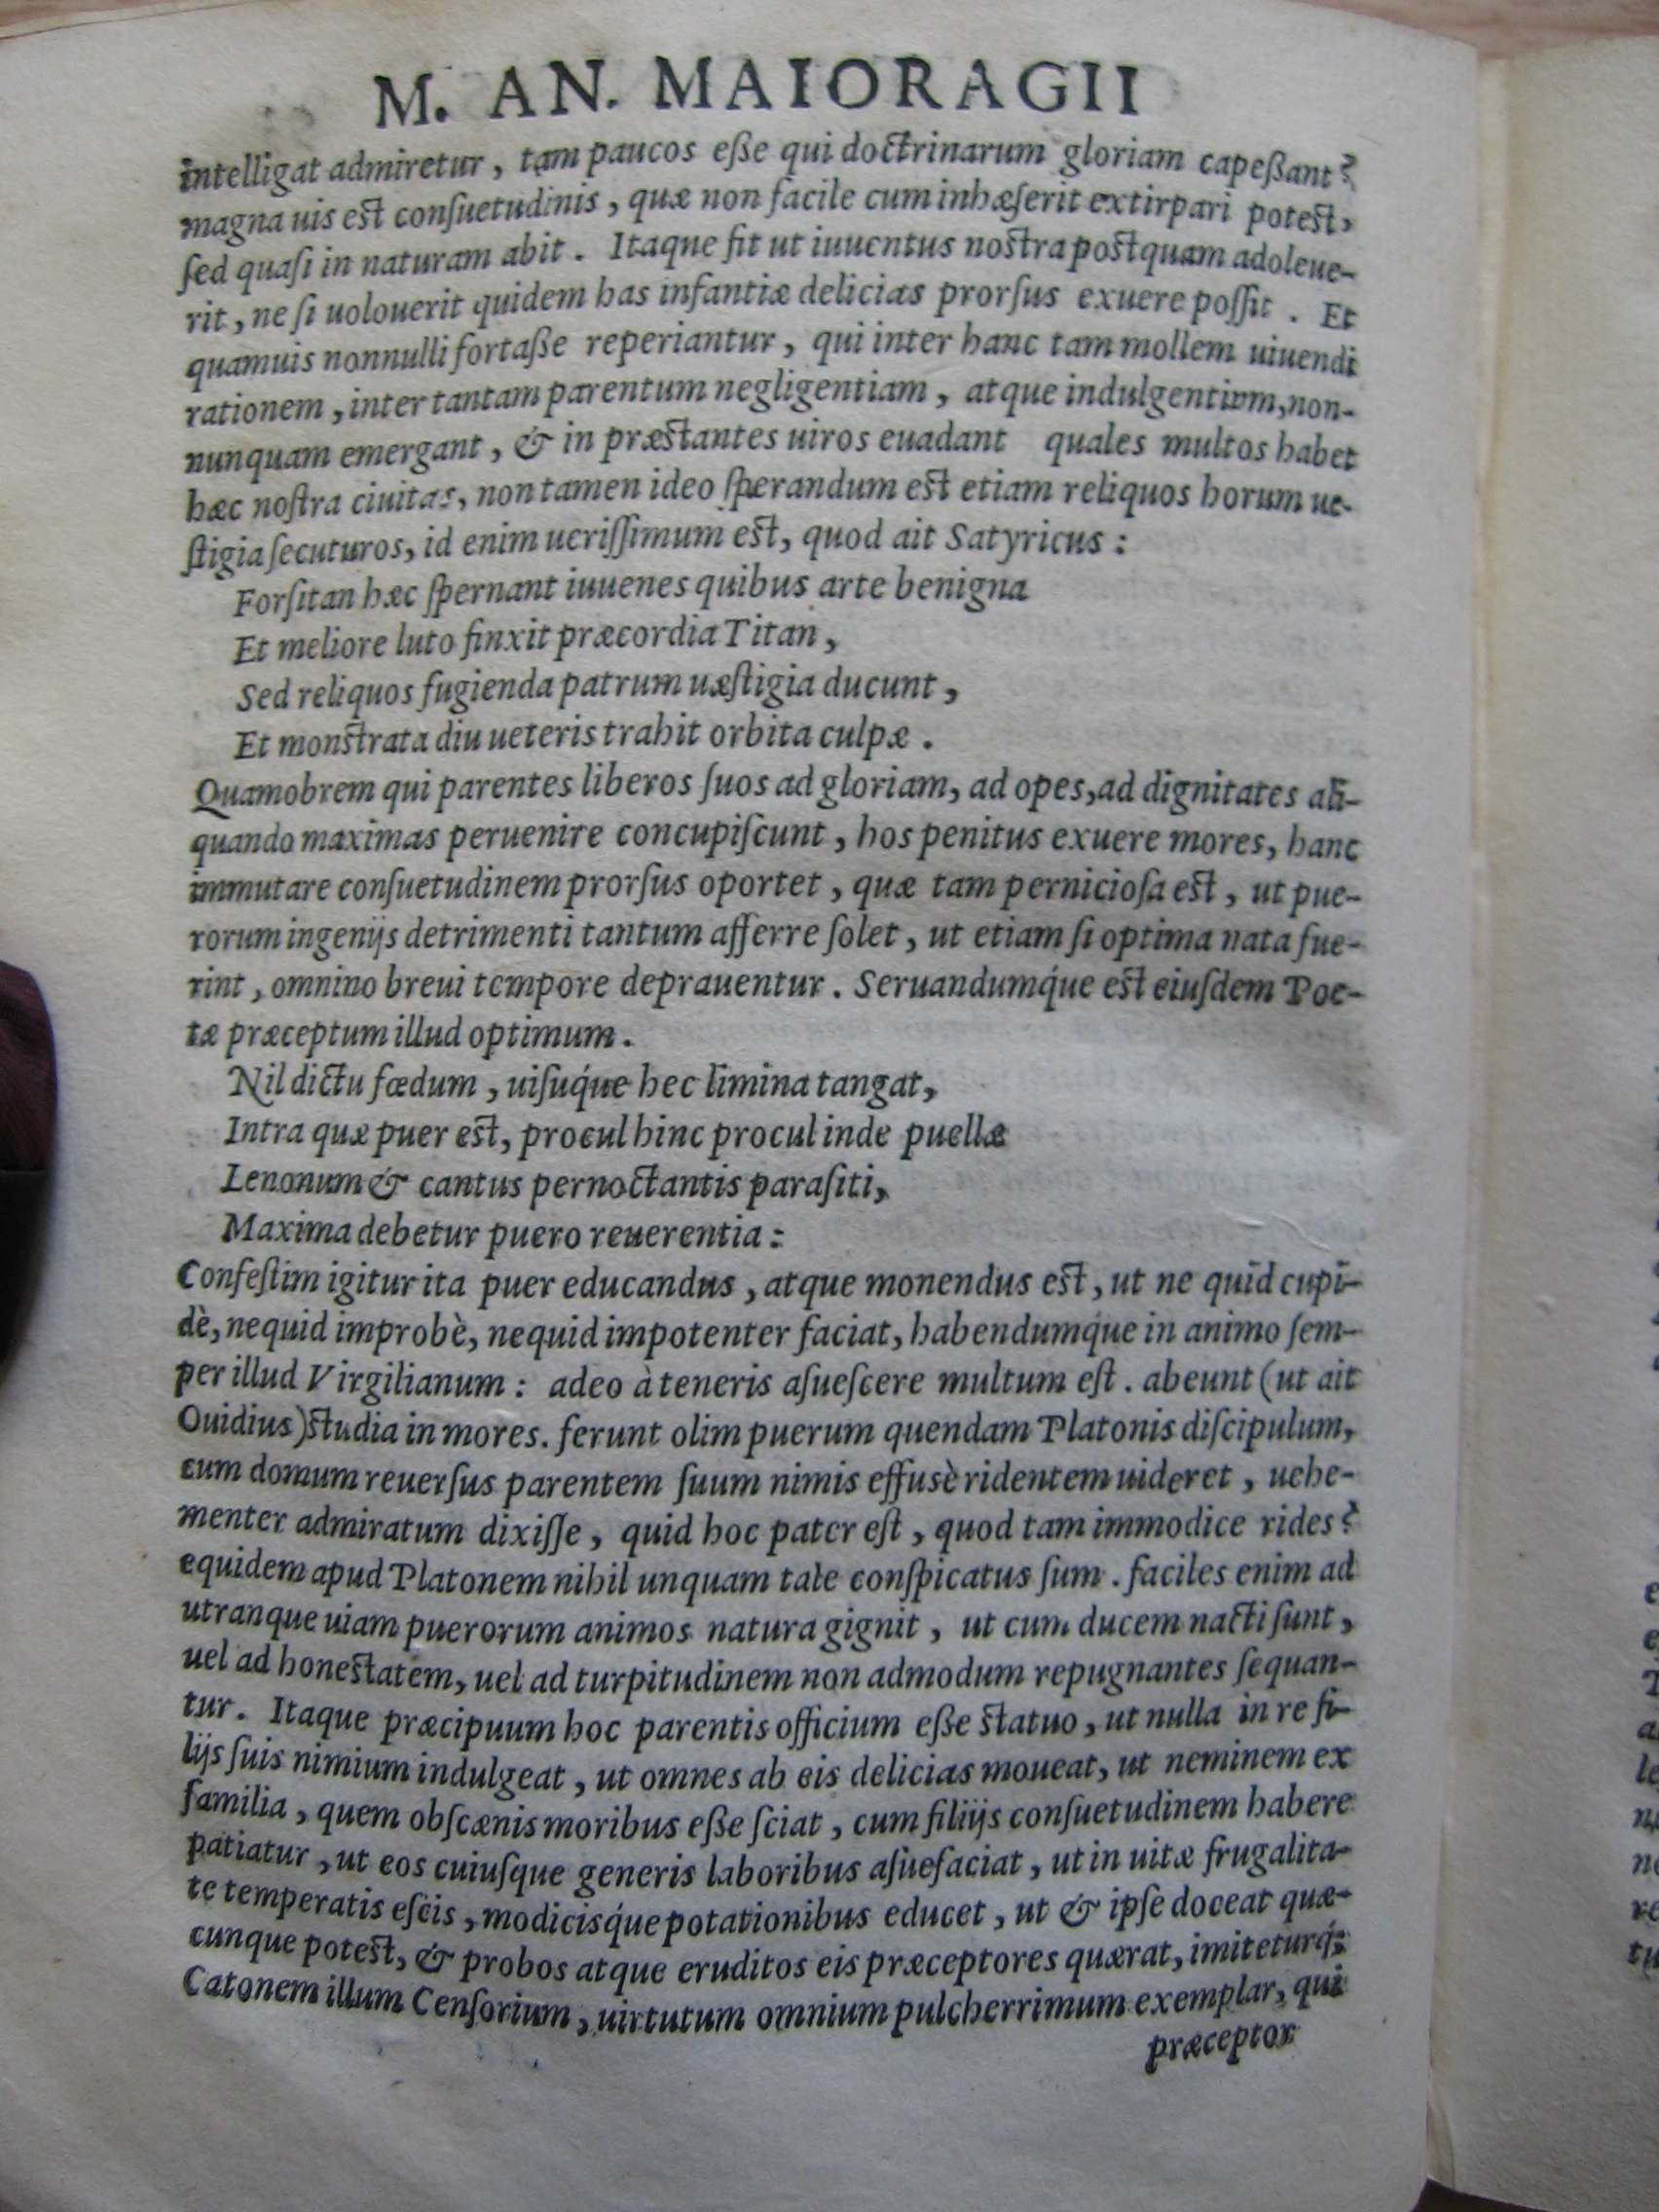 M. AN. MAIORAGII
intelligat admiretur, tam paucos eße qui doctrinarum gloriam capeßant?
magna uis est conſuetudinis, quæ non facile cum inhæſerit extirpari potest,
ſed quaſi in naturam abit. Itaque fit ut iuuentus nostra postquam adoleue-
rit, ne ſi uolouerit quidem has infantiæ delicias prorſus exuere poſſit. Et
quamuis nonnulli fortaße reperiantur, qui inter hanc tam mollem uiuendi
rationem, inter tantam parentum negligentiam, atque indulgentiam, non-
nunquam emergant, & in præstantes uiros euadant quales multos habet
hæc noſtra ciuitas, non tamen ideo ſperandum est etiam reliquos horum ue-
ſtigia ſecuturos, id enim ueriſſimum est, quod ait Satyricus:
Forſitan hæc ſpernant iuuenes quibus arte benigna
Et meliore luto finxit præcordia Titan,
Sed reliquos fugienda patrum uæſtigia ducunt,
Et monstrata diu ueteris trahit orbita culpæ.
Quamobrem qui parentes liberos ſuos ad gloriam, ad opes, ad dignitates ali-
quando maximas peruenire concupiſcunt, hos penitus exuere mores, hanc
immutare conſuetudinem prorſus oportet, quæ tam pernicioſa est, ut pue-
rorum ingenijs detrimenti tantum afferre ſolet, ut etiam ſi optima nata fue-
rint, omnino breui tempore deprauentur. Seruandumq́ue est eiuſdem Poe-
tæ præceptum illud optimum.
Nil dictu fœdum, uiſuq́ue hec limina tangat,
Intra quæ puer est, procul hinc procul inde puellæ
Lenonum & cantus pernoctantis paraſiti,
Maxima debetur puero reuerentia:
Confeſtim igitur ita puer educandus, atque monendus est, ut ne quid cupi-
dè, nequid improbè, nequid impotenter faciat, habendumq́ue in animo ſem-
per illud Virgilianum: adeo à teneris aſueſcere multum eſt. abeunt (ut ait
Ouidius) studia in mores. ferunt olim puerum quendam Platonis diſcipulum,
cum domum reuerſus parentem ſuum nimis effusè ridentem uideret, uehe-
menter admiratum dixiſſe, quid hoc pater eſt, quod tam immodice rides?
equidem apud Platonem nihil unquam tale conſpicatus ſum. faciles enim ad
utranque uiam puerorum animos natura gignit, ut cum ducem nacti ſunt,
uel ad honestatem, uel ad turpitudinem non admodum repugnantes ſequan-
tur. Itaque præcipuum hoc parentis officium eße statuo, ut nulla in re fi-
lijs ſuis nimium indulgeat, ut omnes ab eis delicias moueat, ut neminem ex
familia, quem obſcænis moribus eße ſciat, cum filijs conſuetudinem habere
patiatur, ut eos cuiuſque generis laboribus aſuefaciat, ut in uitæ frugalita-
te temperatis eſcis, modicisq́ue potationibus educet, ut & ipſe doceat quæ-
cunque potest, & probos atque eruditos eis præceptores quærat, imiteturq́;
Catonem illum Cenſorium, uirtutum omnium pulcherrimum exemplar, qui
præceptor